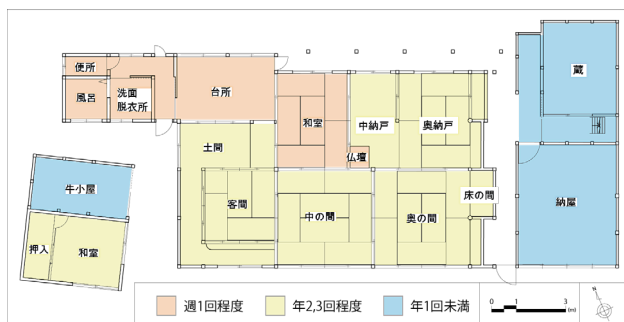 便所
風呂
洗面
脱衣所
台所
和室
仏壇
中納戸
奥納戸
土間
客間
中の間
奥の間
床の間
蔵
納屋
牛小屋
押入
和室
週1回程度
年2,3回程度
年1回未満
0 1 3
(m)
N